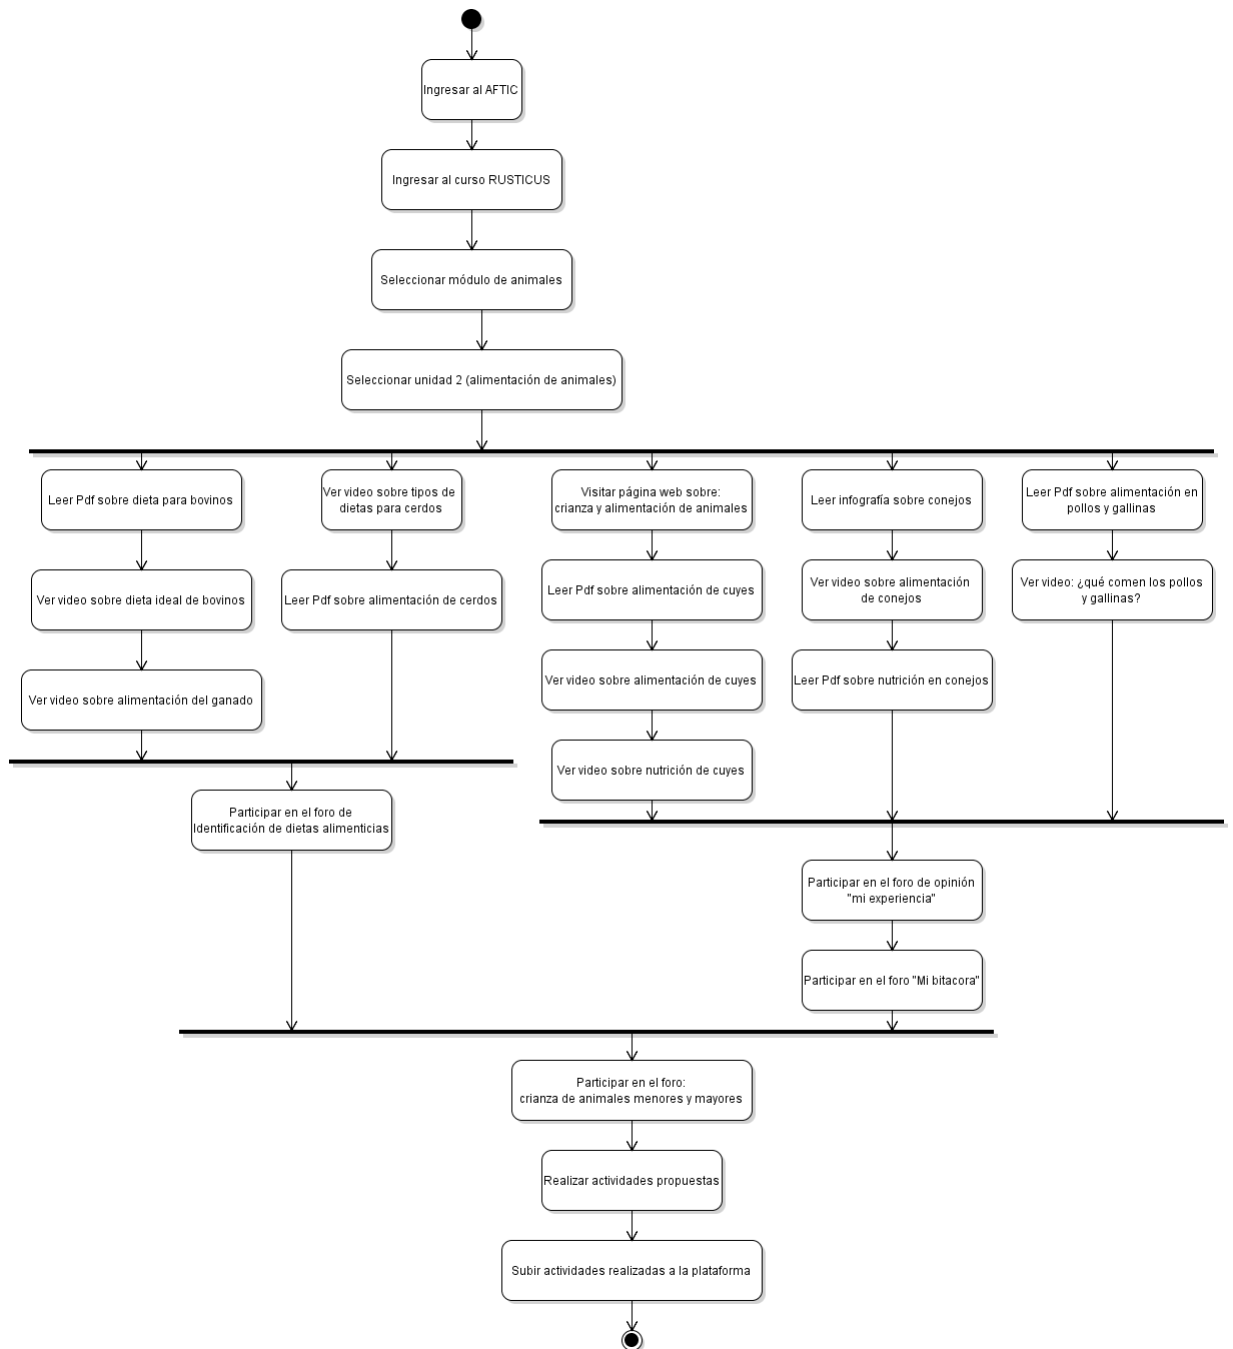 Ingresar al AFTIC
Ingresar al curso RUSTICUS
Seleccionar módulo de animales
Seleccionar unidad 2 (alimentación de animales)
Leer Pdf sobre dieta para bovinos
Ver video sobre dieta ideal de bovinos
Ver video sobre alimentación del ganado
Ver video sobre tipos de
dietas para cerdos
Leer Pdf sobre alimentación de cerdos
Participar en el foro de
Identificación de dietas alimenticias
Visitar página web sobre:
crianza y alimentación de animales
Leer Pdf sobre alimentación de cuyes
Ver video sobre alimentación de cuyes
Ver video sobre nutrición de cuyes
Leer infografía sobre conejos
Ver video sobre alimentación
de conejos
Leer Pdf sobre nutrición en conejos
Leer Pdf sobre alimentación en
pollos y gallinas
Ver video: ¿qué comen los pollos
y gallinas?
Participar en el foro de opinión
"mi experiencia"
Participar en el foro "Mi bitacora"
Participar en el foro:
crianza de animales menores y mayores
Realizar actividades propuestas
Subir actividades realizadas a la plataforma